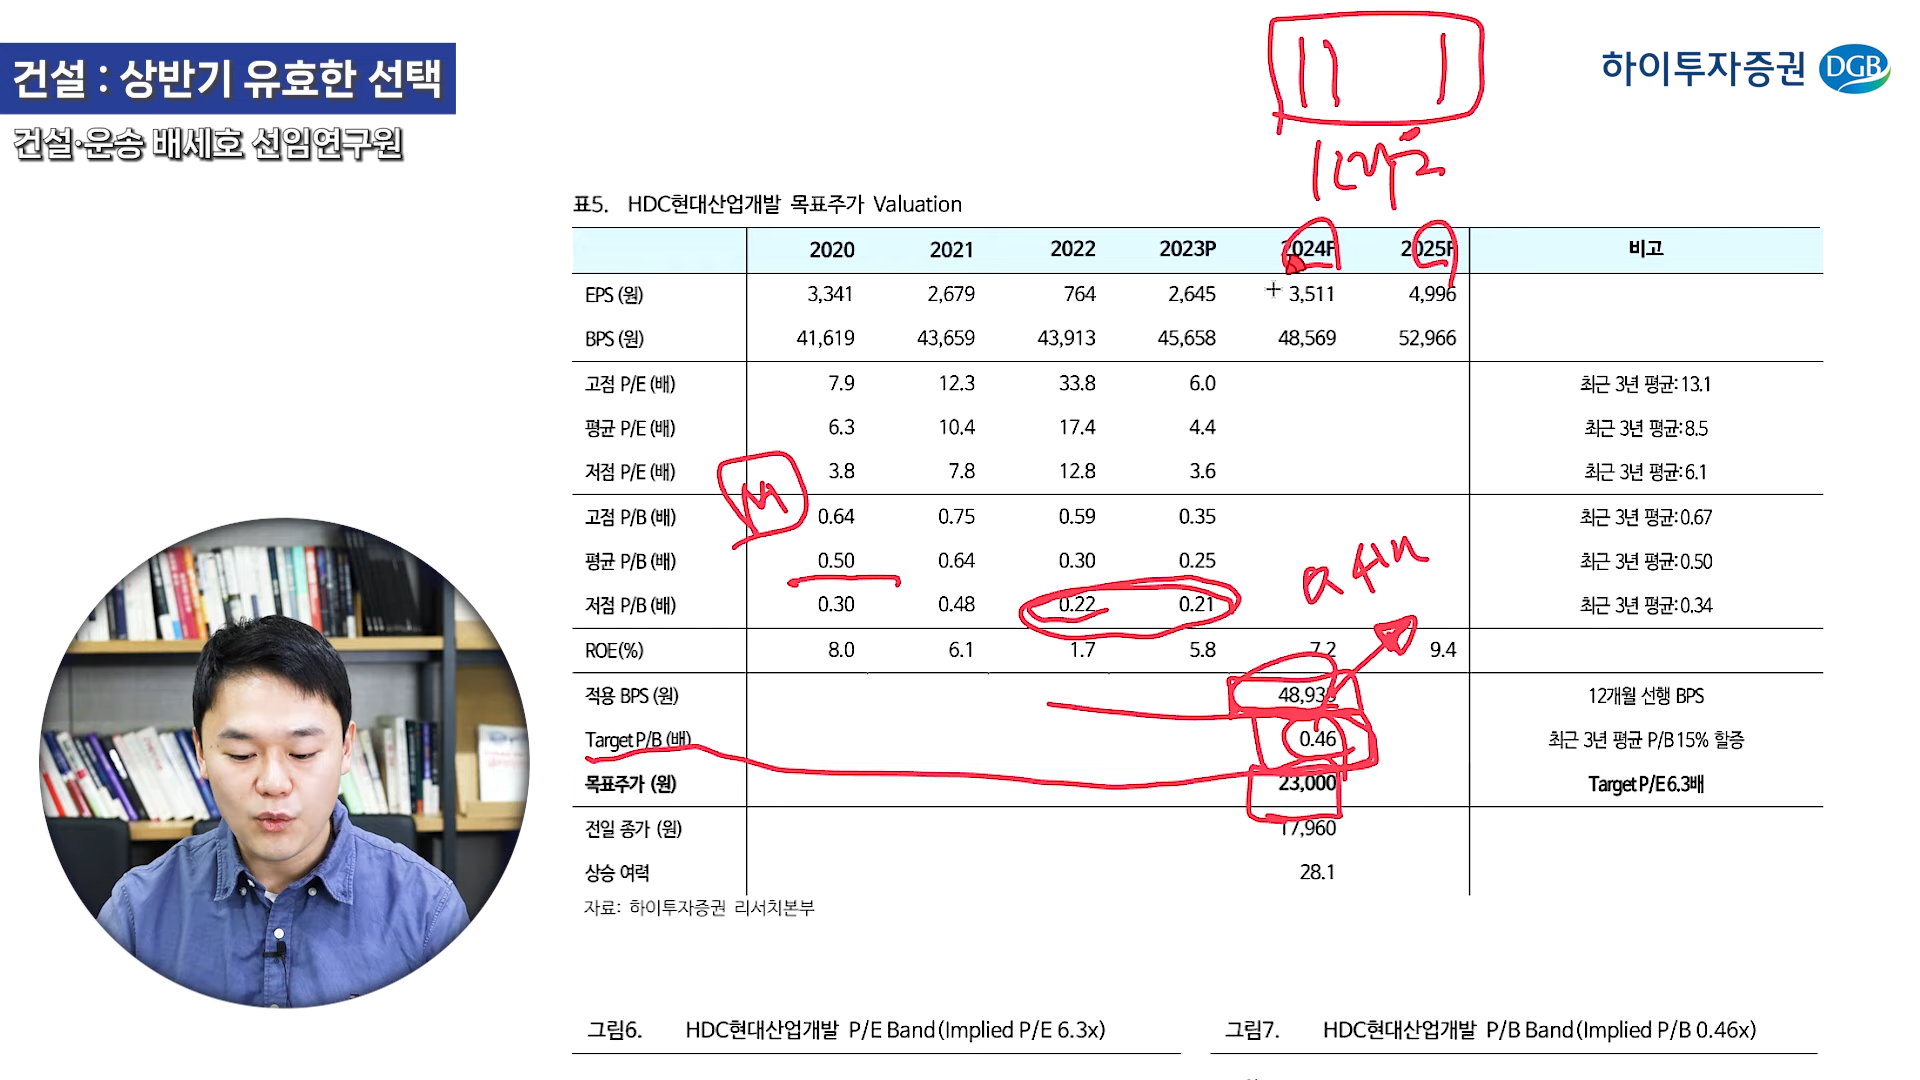 건설 : 상반기 유효한 선택
건설·운송 배세호 선임연구원
하이투자증권 DGB
표5. HDC현대산업개발 목표주가 Valuation
2020 2021 2022 2023P 2024F 2025F 비고
EPS (원) 3,341 2,679 764 2,645 3,511 4,996
BPS (원) 41,619 43,659 43,913 45,658 48,569 52,966
고점 P/E (배) 7.9 12.3 33.8 6.0 최근 3년 평균: 13.1
평균 P/E (배) 6.3 10.4 17.4 4.4 최근 3년 평균: 8.5
저점 P/E (배) 3.8 7.8 12.8 3.6 최근 3년 평균: 6.1
고점 P/B (배) 0.64 0.75 0.59 0.35 최근 3년 평균: 0.67
평균 P/B (배) 0.50 0.64 0.30 0.25 최근 3년 평균: 0.50
저점 P/B (배) 0.30 0.48 0.22 0.21 최근 3년 평균: 0.34
ROE(%) 8.0 6.1 1.7 5.8 7.2 9.4
적용 BPS (원) 12개월 선행 BPS
Target P/B (배) 0.46 최근 3년 평균 P/B 15% 할증
목표주가 (원) 23,000 Target P/E 6.3배
전일 종가 (원) 17,960
상승 여력 28.1
자료: 하이투자증권 리서치본부
그림6. HDC현대산업개발 P/E Band(Implied P/E 6.3x)
그림7. HDC현대산업개발 P/B Band(Implied P/B 0.46x)